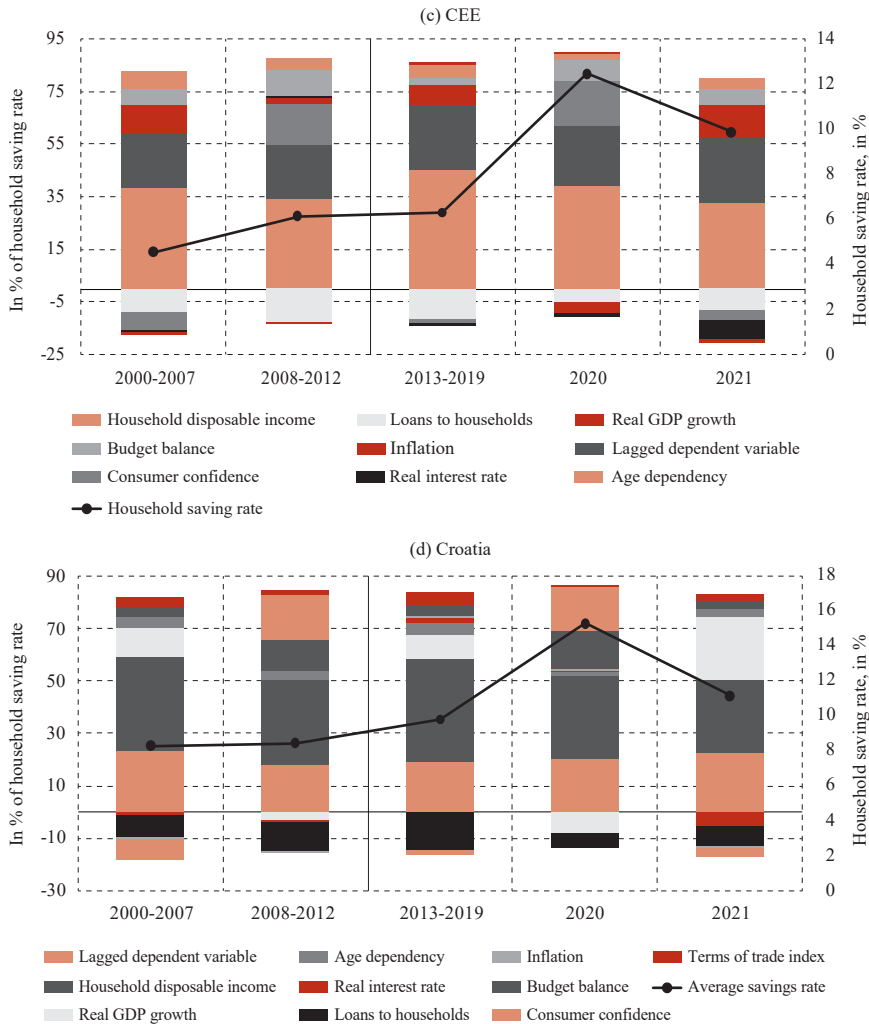 (c) CEE
In % of household saving rate
95
75
55
35
15
-5
-25
Household saving rate, in %
14
12
10
8
6
4
2
0
2000-2007 2008-2012 2013-2019 2020 2021
Household disposable income Loans to households Real GDP growth
Budget balance Inflation Lagged dependent variable
Consumer confidence Real interest rate Age dependency
Household saving rate
(d) Croatia
In % of household saving rate
90
70
50
30
10
-10
-30
Household saving rate, in %
18
16
14
12
10
8
6
4
2
0
2000-2007 2008-2012 2013-2019 2020 2021
Lagged dependent variable Age dependency Inflation Terms of trade index
Household disposable income Real interest rate Budget balance Average savings rate
Real GDP growth Loans to households Consumer confidence